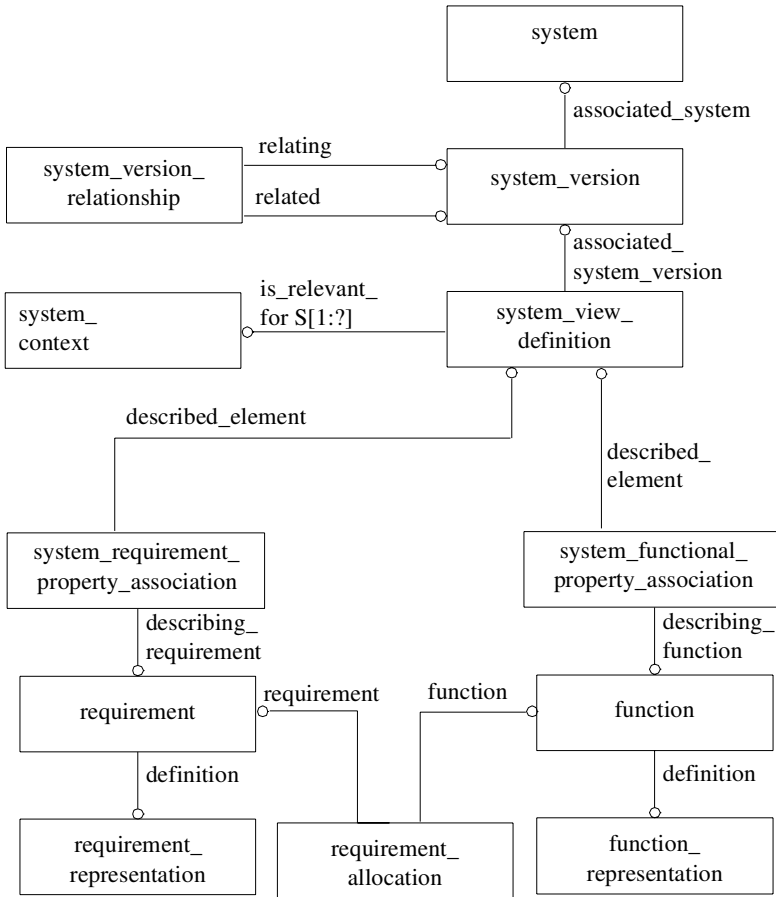 system
associated_system
relating
system_version_
relationship
system_version
related
associated_
system_version
is_relevant_
for S[1:?]
system_
context
system_view_
definition
described_element
described_
element
system_requirement_
property_association
system_functional_
property_association
describing_
requirement
describing_
function
requirement
requirement
function
function
definition
definition
requirement_
representation
requirement_
allocation
function_
representation